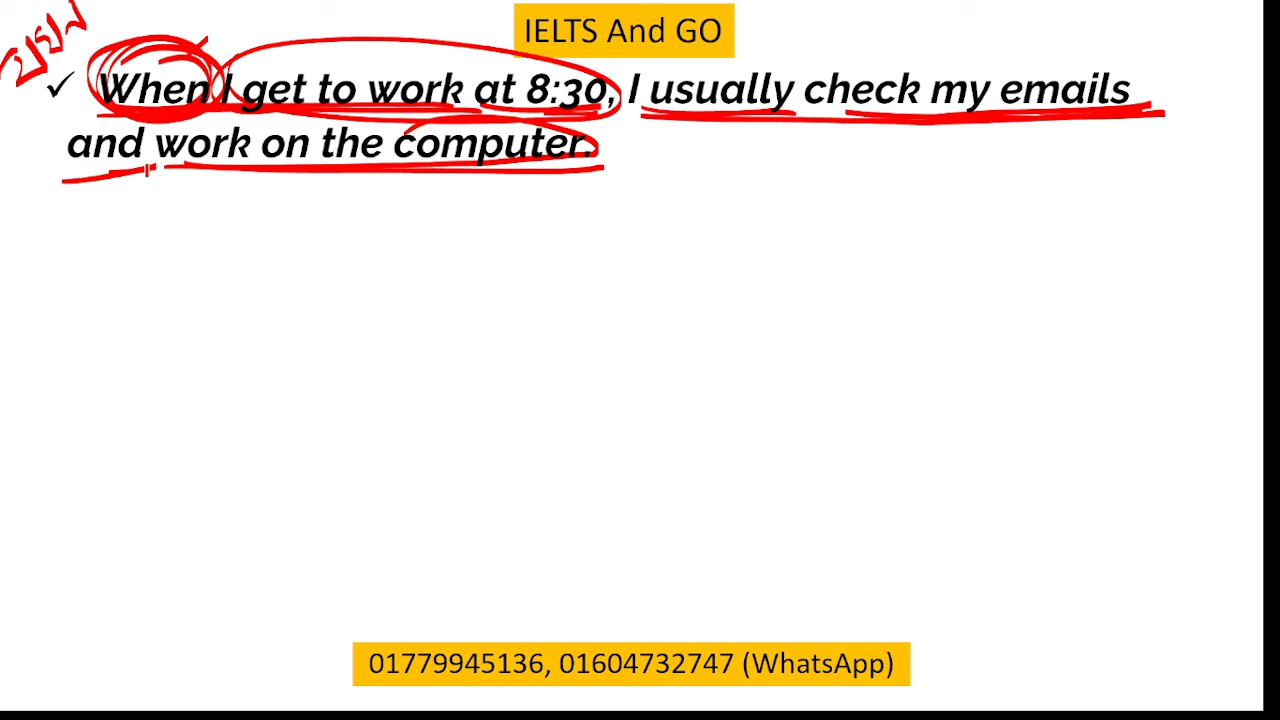 IELTS And GO
যখন
✓ When I get to work at 8:30, I usually check my emails
and work on the computer.
01779945136, 01604732747 (WhatsApp)